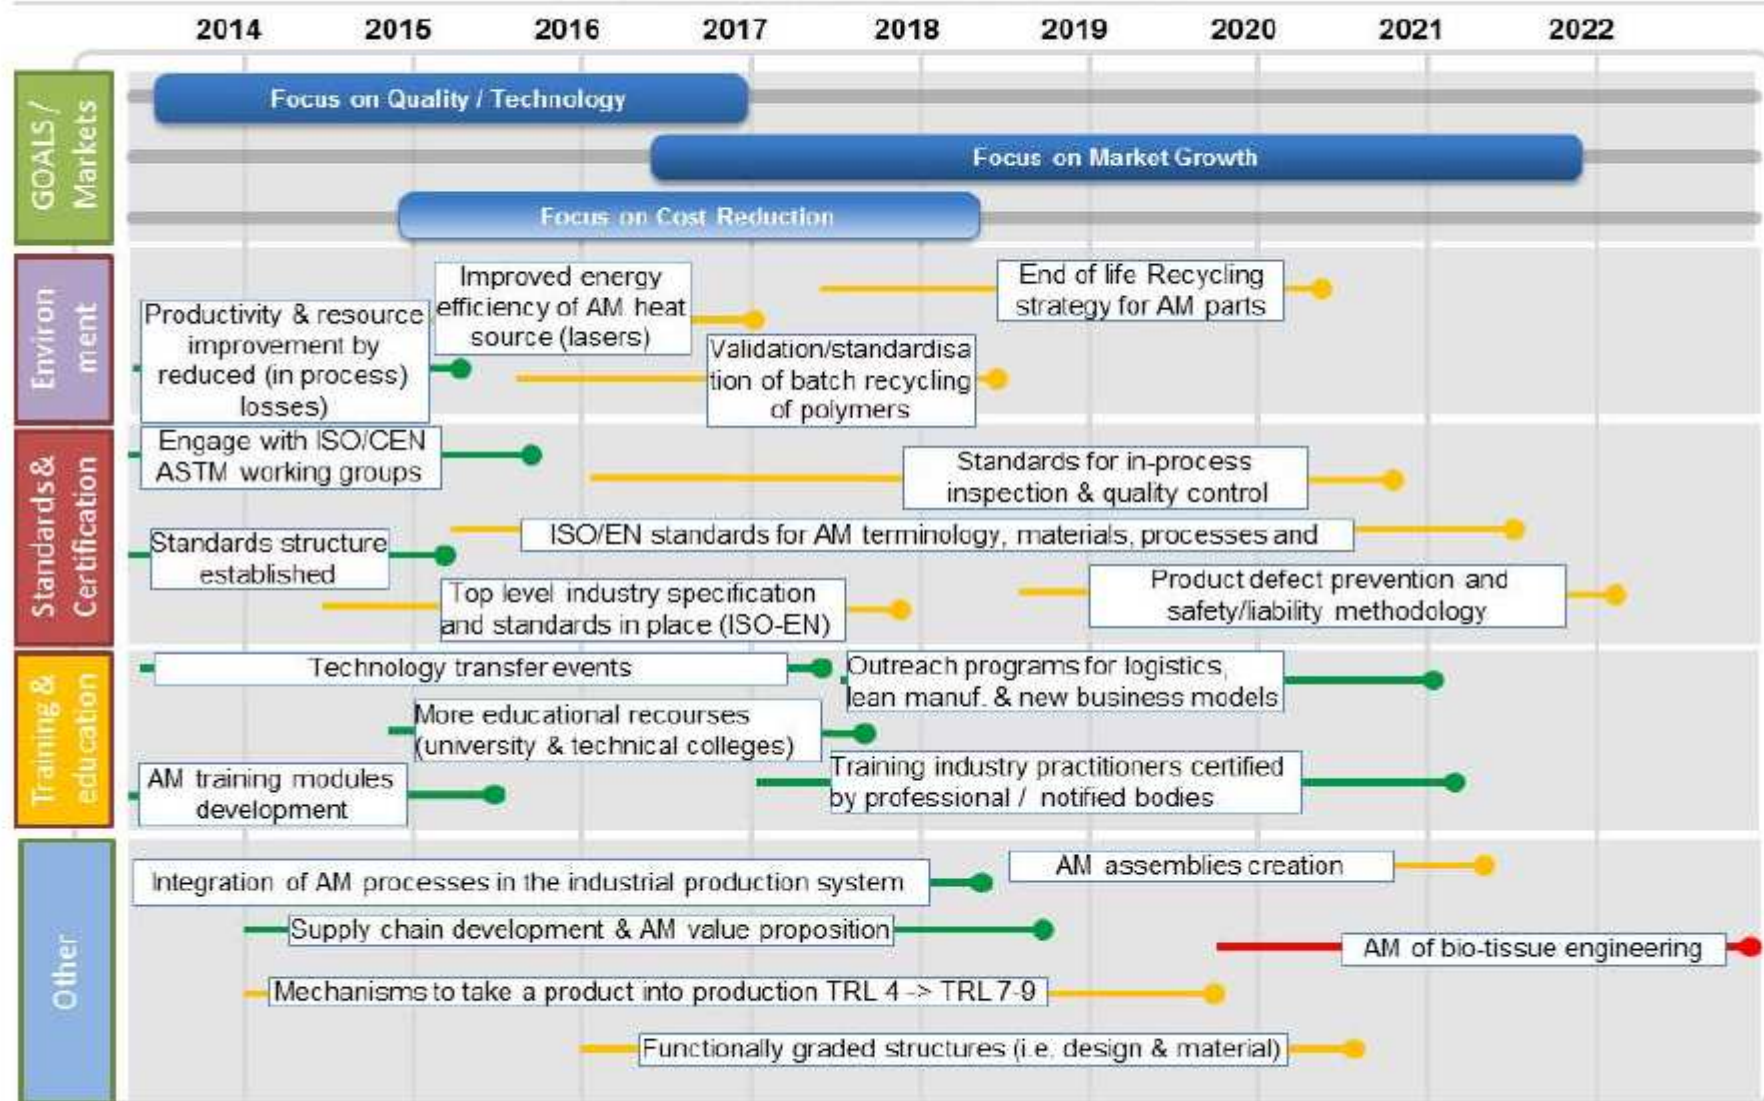 2014 2015 2016 2017 2018 2019 2020 2021 2022
GOALS /
Markets
Focus on Quality / Technology
Focus on Market Growth
Focus on Cost Reduction
Environ
ment
Productivity & resource
improvement by
reduced (in process)
losses)
Improved energy
efficiency of AM heat
source (lasers)
Validation/standardisa
tion of batch recycling
of polymers
End of life Recycling
strategy for AM parts
Standards&
Certification
Engage with ISO/CEN
ASTM working groups
Standards for in-process
inspection & quality control
ISO/EN standards for AM terminology, materials, processes and
Standards structure
established
Top level industry specification
and standards in place (ISO-EN)
Product defect prevention and
safety/liability methodology
Training &
education
Technology transfer events
Outreach programs for logistics,
lean manuf. & new business models
More educational recourses
(university & technical colleges)
AM training modules
development
Training industry practitioners certified
by professional / notified bodies
Other
Integration of AM processes in the industrial production system
AM assemblies creation
Supply chain development & AM value proposition
AM of bio-tissue engineering
Mechanisms to take a product into production TRL 4 -> TRL 7-9
Functionally graded structures (i.e. design & material)